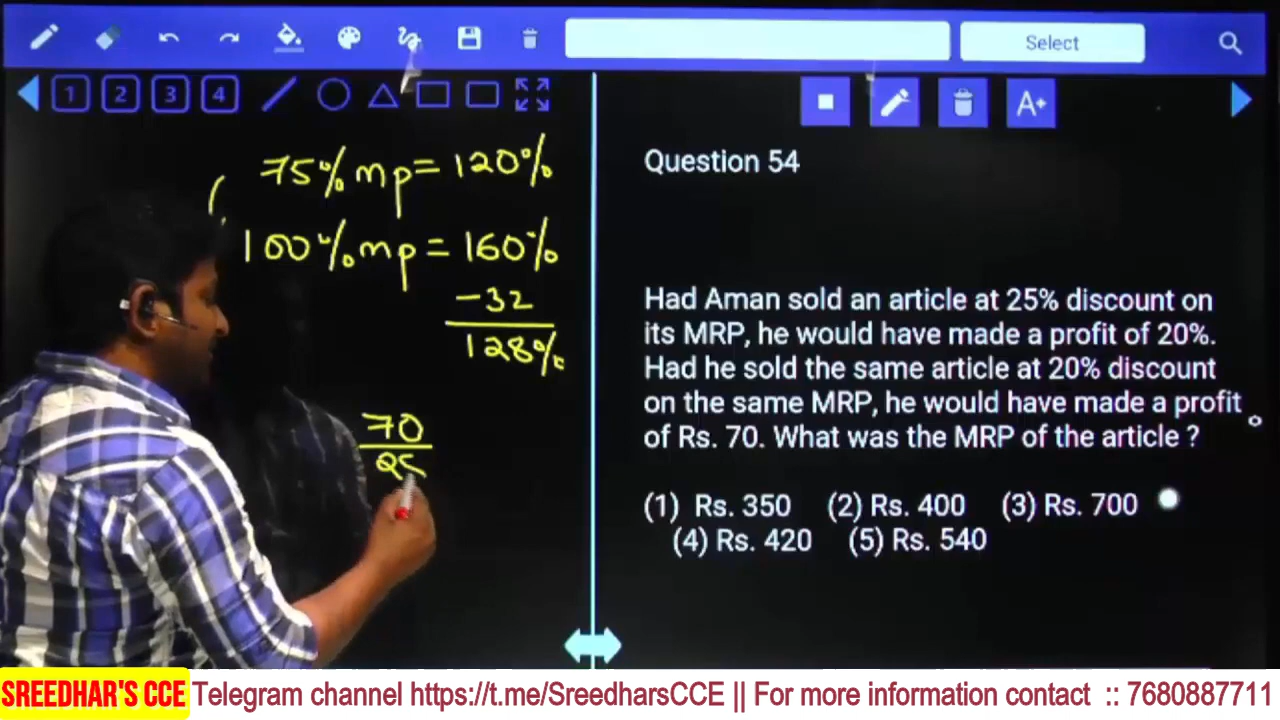 Select
1 2 3 4
A+
75% mp = 120%
100% mp = 160%
- 32
128%
70
Question 54
Had Aman sold an article at 25% discount on
its MRP, he would have made a profit of 20%.
Had he sold the same article at 20% discount
on the same MRP, he would have made a profit
of Rs. 70. What was the MRP of the article ?
(1) Rs. 350 (2) Rs. 400 (3) Rs. 700
(4) Rs. 420 (5) Rs. 540
SREEDHAR'S CCE Telegram channel https://t.me/SreedharsCCE || For more information contact :: 7680887711